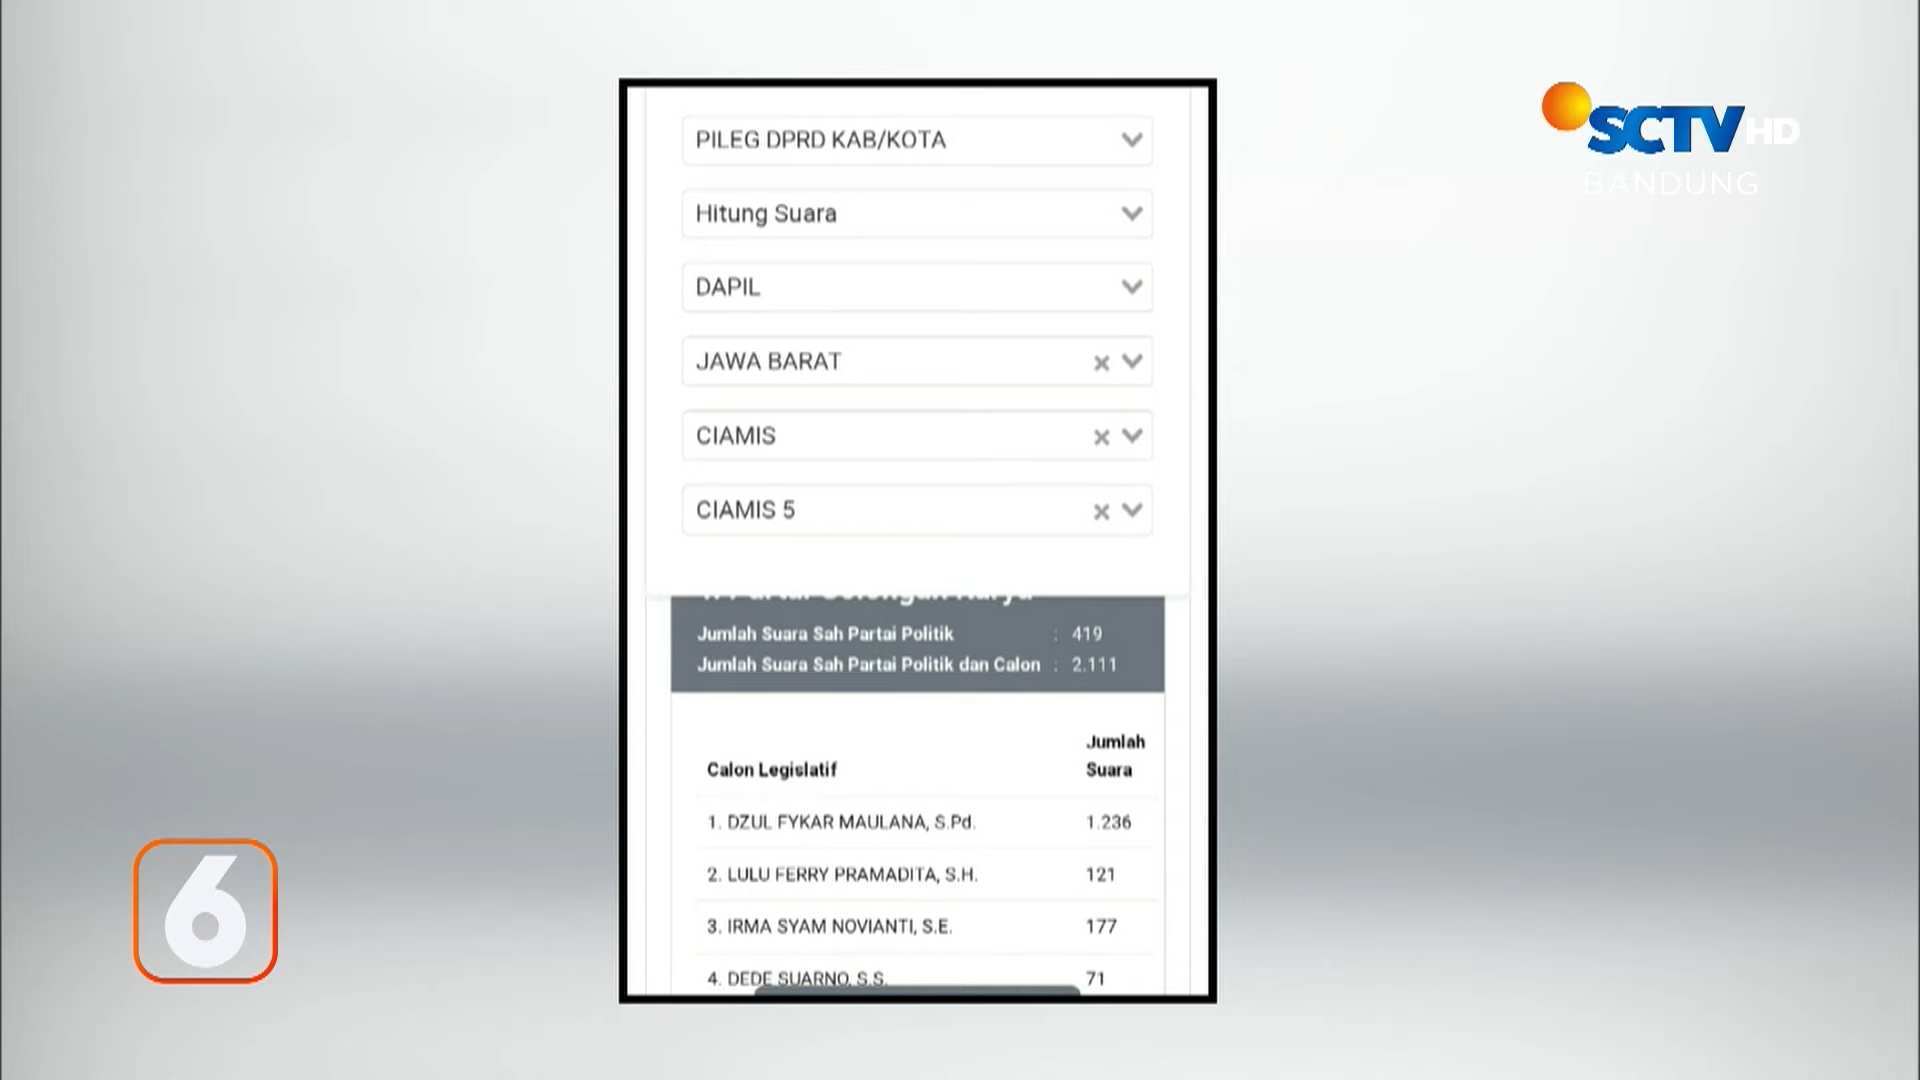 SCTV HD
BANDUNG
PILEG DPRD KAB/KOTA
Hitung Suara
DAPIL
JAWA BARAT
CIAMIS
CIAMIS 5
Jumlah Suara Sah Partai Politik : 419
Jumlah Suara Sah Partai Politik dan Calon : 2.111
Calon Legislatif Jumlah Suara
1. DZUL FYKAR MAULANA, S.Pd. 1.236
2. LULU FERRY PRAMADITA, S.H. 121
3. IRMA SYAM NOVIANTI, S.E. 177
4. DEDE SUARNO, S.S. 71
6